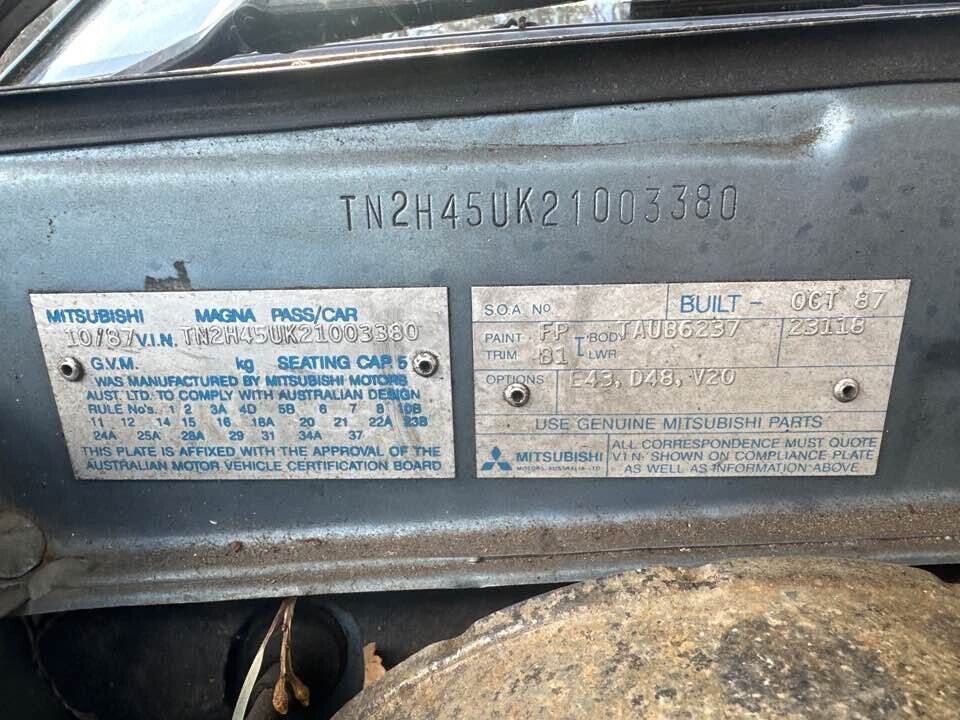 TN2H45UK21003380
MITSUBISHI MAGNA PASS/CAR
10/87 V.I.N. TN2H45UK21003380
G.V.M. kg SEATING CAP 5
WAS MANUFACTURED BY MITSUBISHI MOTORS
AUST. LTD. TO COMPLY WITH AUSTRALIAN DESIGN
RULE No's. 1 2 3A 4D 5B 6 7 8 10B
11 12 14 15 16 18A 20 21 22A 23B
24A 25A 28A 29 31 34A 37
THIS PLATE IS AFFIXED WITH THE APPROVAL OF THE
AUSTRALIAN MOTOR VEHICLE CERTIFICATION BOARD
S.O.A. NO BUILT - OCT 87
PAINT FP BODY TAUB6237 23118
TRIM B1 LWR
OPTIONS E43, D48, V20
USE GENUINE MITSUBISHI PARTS
MITSUBISHI
MOTORS AUSTRALIA LTD.
ALL CORRESPONDENCE MUST QUOTE
V·I·N· SHOWN ON COMPLIANCE PLATE
AS WELL AS INFORMATION ABOVE